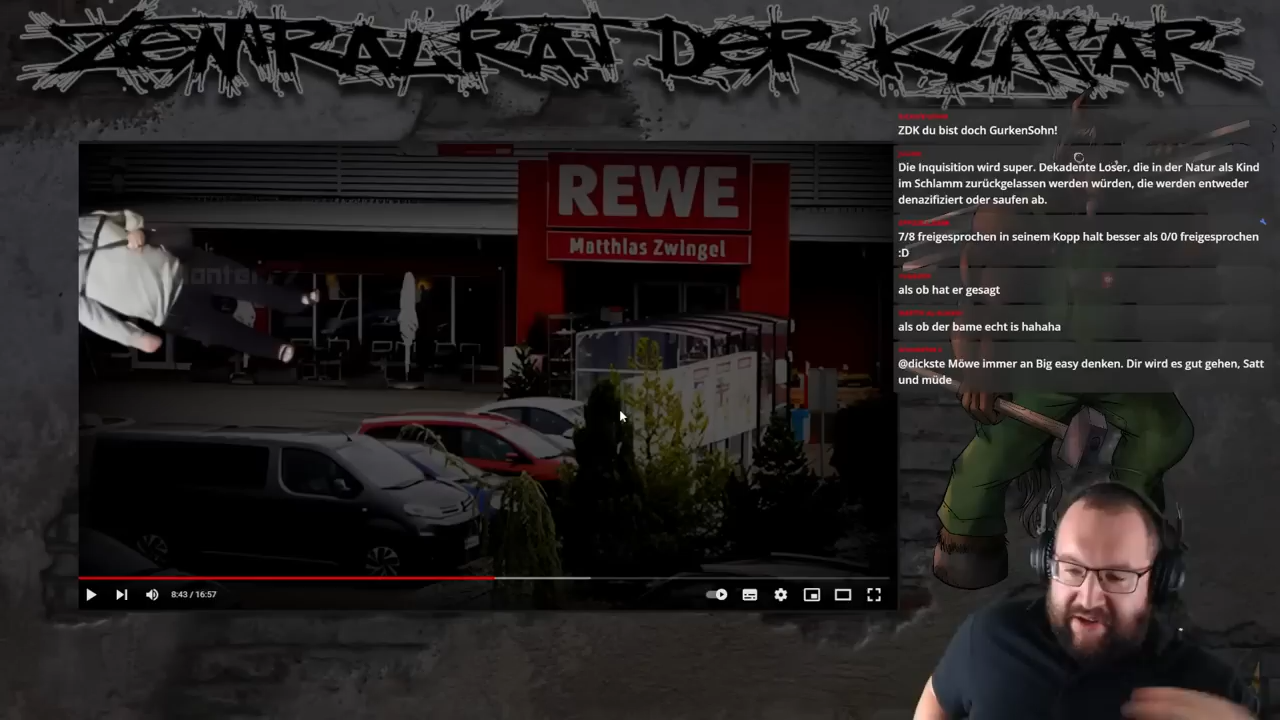 ZENTRALRAT DER KUFFAR
ZDK du bist doch GurkenSohn!
Die Inquisition wird super. Dekadente Loser, die in der Natur als Kind
im Schlamm zurückgelassen werden würden, die werden entweder
denazifiziert oder saufen ab.
7/8 freigesprochen in seinem Kopp halt besser als 0/0 freigesprochen
:D
als ob hat er gesagt
als ob der bame echt is hahaha
@dickste Möwe immer an Big easy denken. Dir wird es gut gehen, Satt
und müde
REWE
Matthias Zwingel
8:43 / 16:57